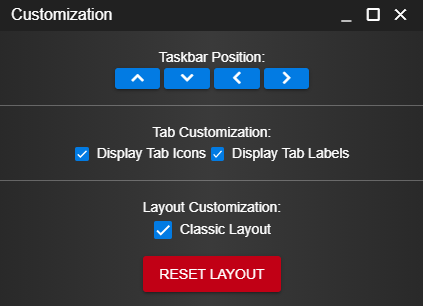 Customization
Taskbar Position:
Tab Customization:
Display Tab Icons Display Tab Labels
Layout Customization:
Classic Layout
RESET LAYOUT